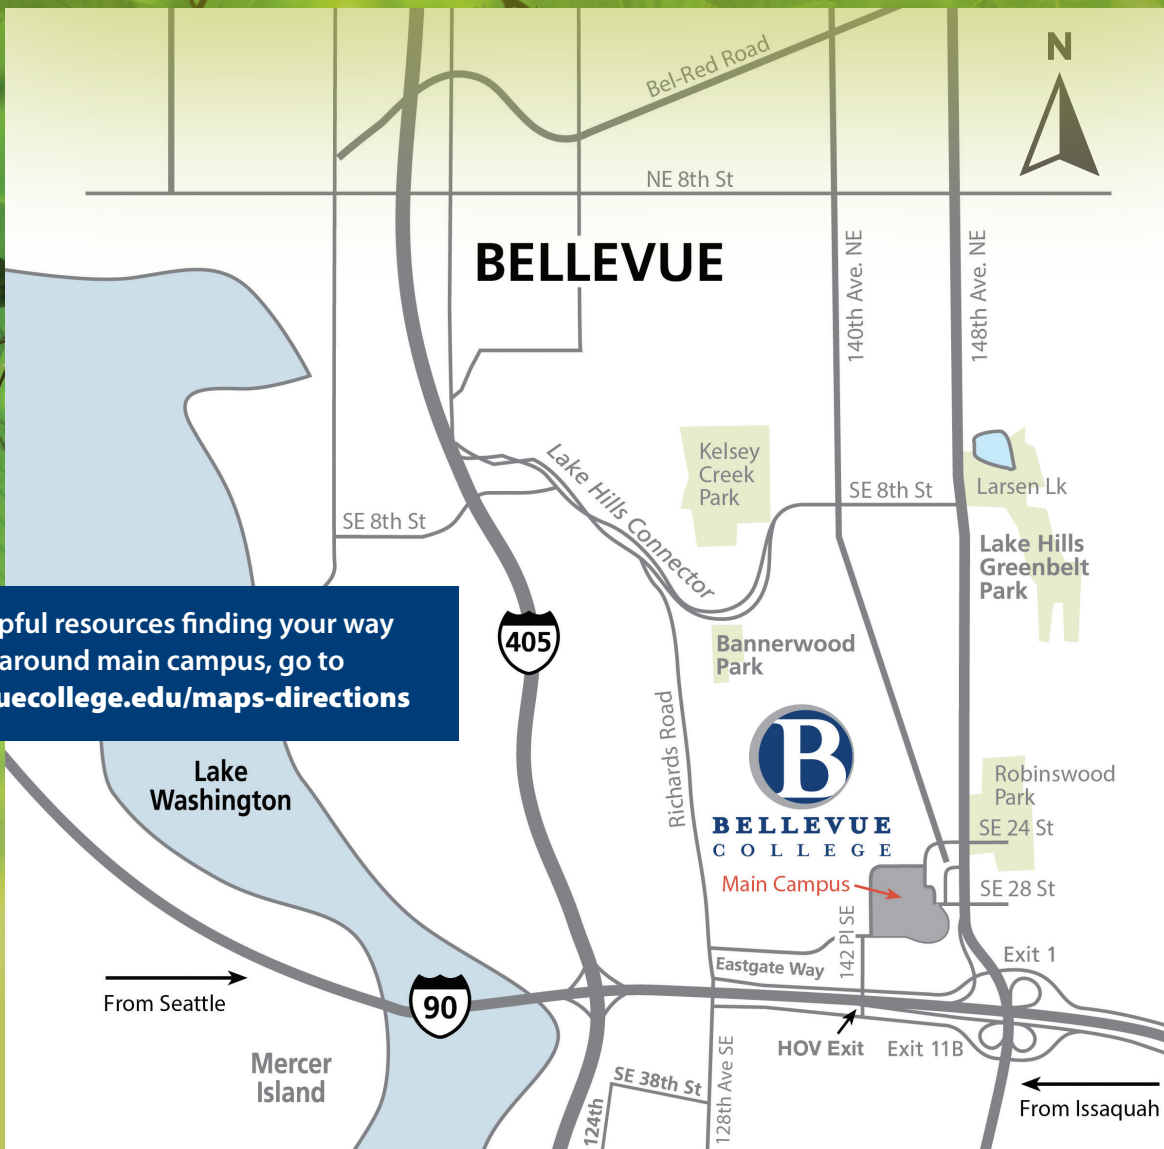 N
Bel-Red Road
NE 8th St
BELLEVUE
140th Ave. NE
148th Ave. NE
Kelsey
Creek
Park
Lake Hills Connector
SE 8th St
Larsen Lk
SE 8th St
Lake Hills
Greenbelt
Park
pful resources finding your way
around main campus, go to
uecollege.edu/maps-directions
405
Bannerwood
Park
Richards Road
B
BELLEVUE
COLLEGE
Lake
Washington
Robinswood
Park
SE 24 St
Main Campus
SE 28 St
142 Pl SE
Eastgate Way
Exit 1
From Seattle
90
HOV Exit
Exit 11B
Mercer
Island
SE 38th St
128th Ave SE
124th
From Issaquah